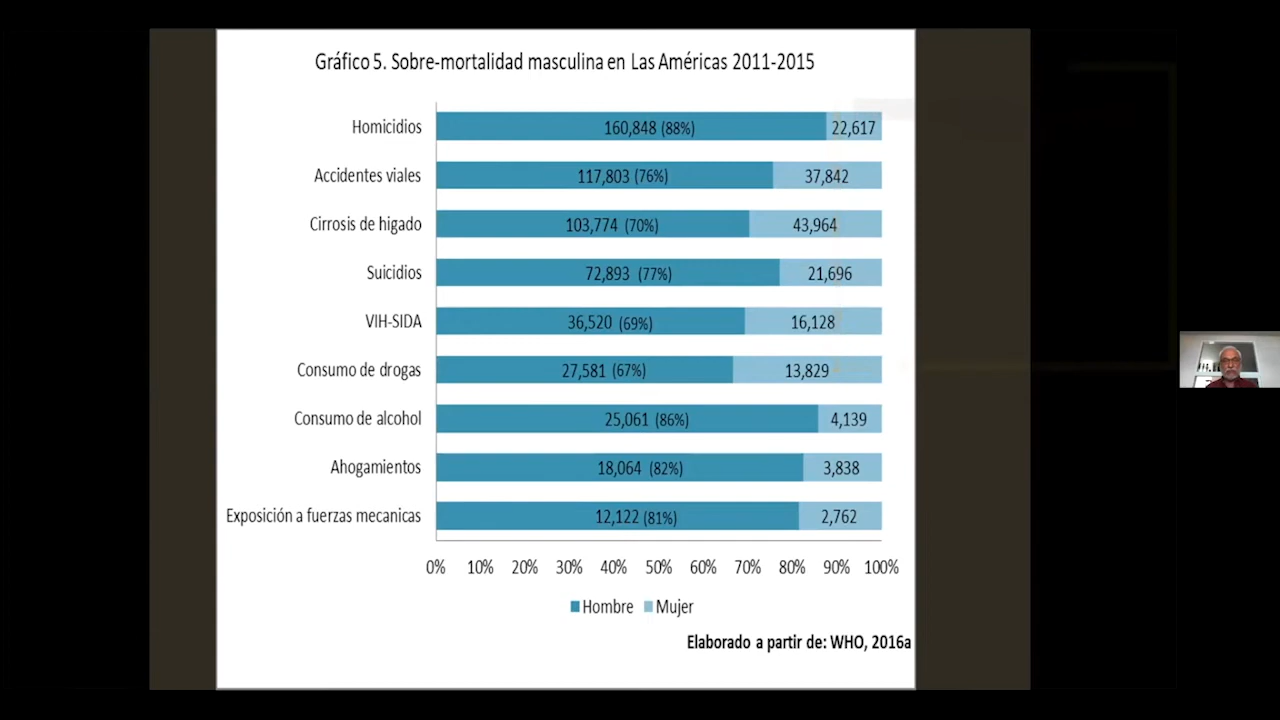 Gráfico 5. Sobre-mortalidad masculina en Las Américas 2011-2015
Homicidios 160,848 (88%) 22,617
Accidentes viales 117,803 (76%) 37,842
Cirrosis de higado 103,774 (70%) 43,964
Suicidios 72,893 (77%) 21,696
VIH-SIDA 36,520 (69%) 16,128
Consumo de drogas 27,581 (67%) 13,829
Consumo de alcohol 25,061 (86%) 4,139
Ahogamientos 18,064 (82%) 3,838
Exposición a fuerzas mecanicas 12,122 (81%) 2,762
0% 10% 20% 30% 40% 50% 60% 70% 80% 90% 100%
Hombre Mujer
Elaborado a partir de: WHO, 2016a